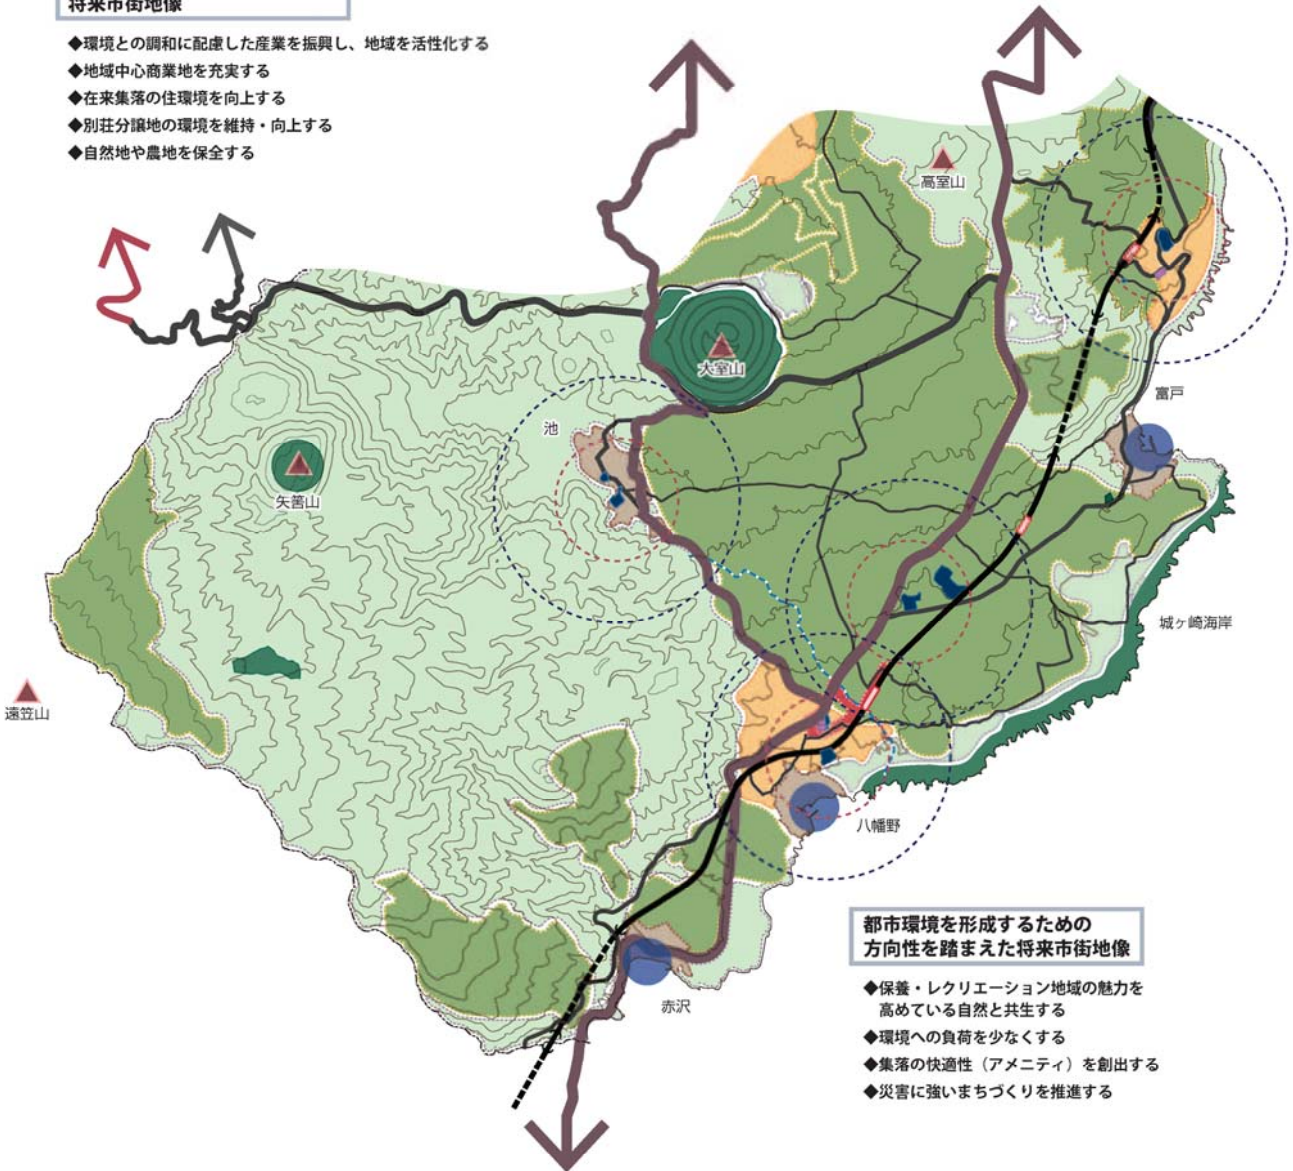 将来市街地像
◆環境との調和に配慮した産業を振興し、地域を活性化する
◆地域中心商業地を充実する
◆在来集落の住環境を向上する
◆別荘分譲地の環境を維持・向上する
◆自然地や農地を保全する
高室山
大室山
富戸
池
矢筈山
城ヶ崎海岸
遠笠山
八幡野
赤沢
都市環境を形成するための
方向性を踏まえた将来市街地像
◆保養・レクリエーション地域の魅力を
高めている自然と共生する
◆環境への負荷を少なくする
◆集落の快適性（アメニティ）を創出する
◆災害に強いまちづくりを推進する